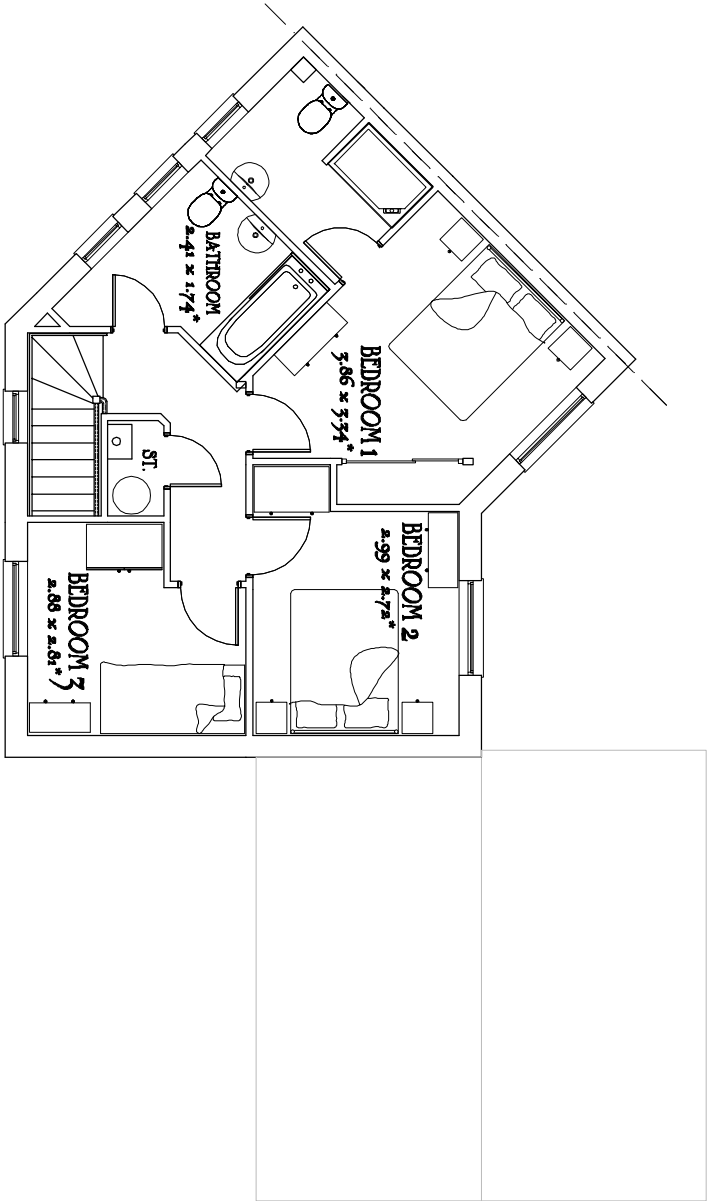 BATHROOM
2.41 x 1.74*
BEDROOM 1
3.86 x 3.34*
ST.
BEDROOM 2
2.99 x 2.72*
BEDROOM 3
2.88 x 2.81*